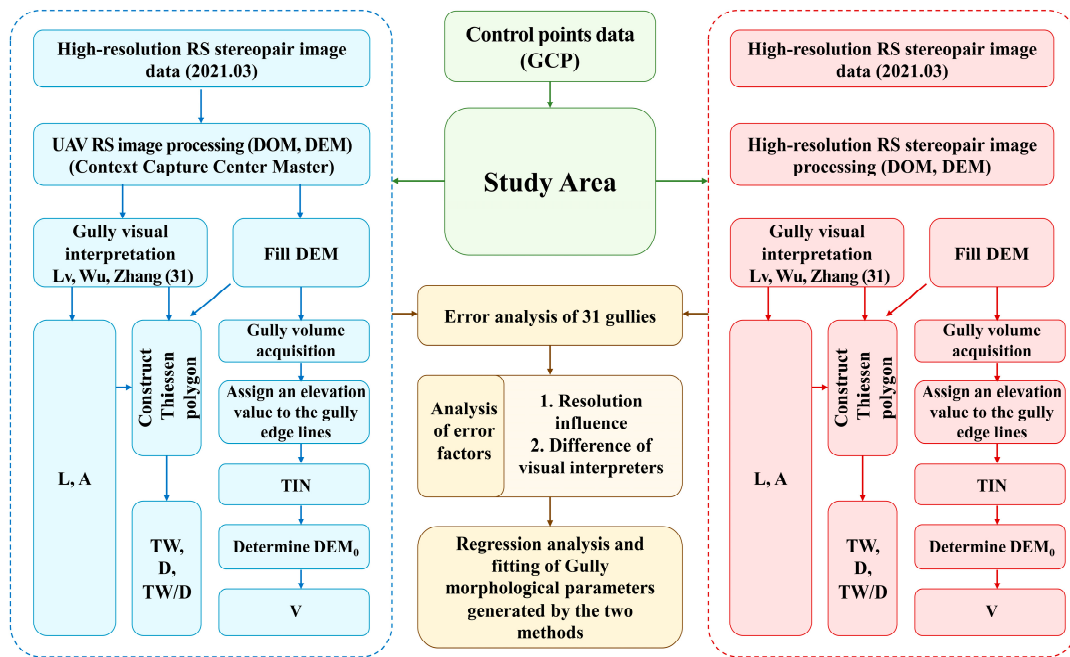 High-resolution RS stereopair image
data (2021.03)
UAV RS image processing (DOM, DEM)
(Context Capture Center Master)
Gully visual
interpretation
Lv, Wu, Zhang (31)
Fill DEM
L, A
Construct
Thiessen
polygon
TW,
D,
TW/D
Gully volume
acquisition
Assign an elevation
valuc to the gully
edge lines
TIN
Determine DEM₀
V
Control points data
(GCP)
Study Area
Error analysis of 31 gullies
Analysis
of error
factors
1. Resolution
influence
2. Difference of
visual interpreters
Regression analysis and
fitting of Gully
morphological parameters
generated by the two
methods
High-resolution RS stereopair image
data (2021.03)
High-resolution RS stereopair image
processing (DOM, DEM)
Gully visual
interpretation
Lv, Wu, Zhang (31)
Fill DEM
L, A
Construct
Thiessen
polygon
TW,
D,
TW/D
Gully volume
acquisition
Assign an elevation
valuc to the gully
edge lines
TIN
Determine DEM₀
V